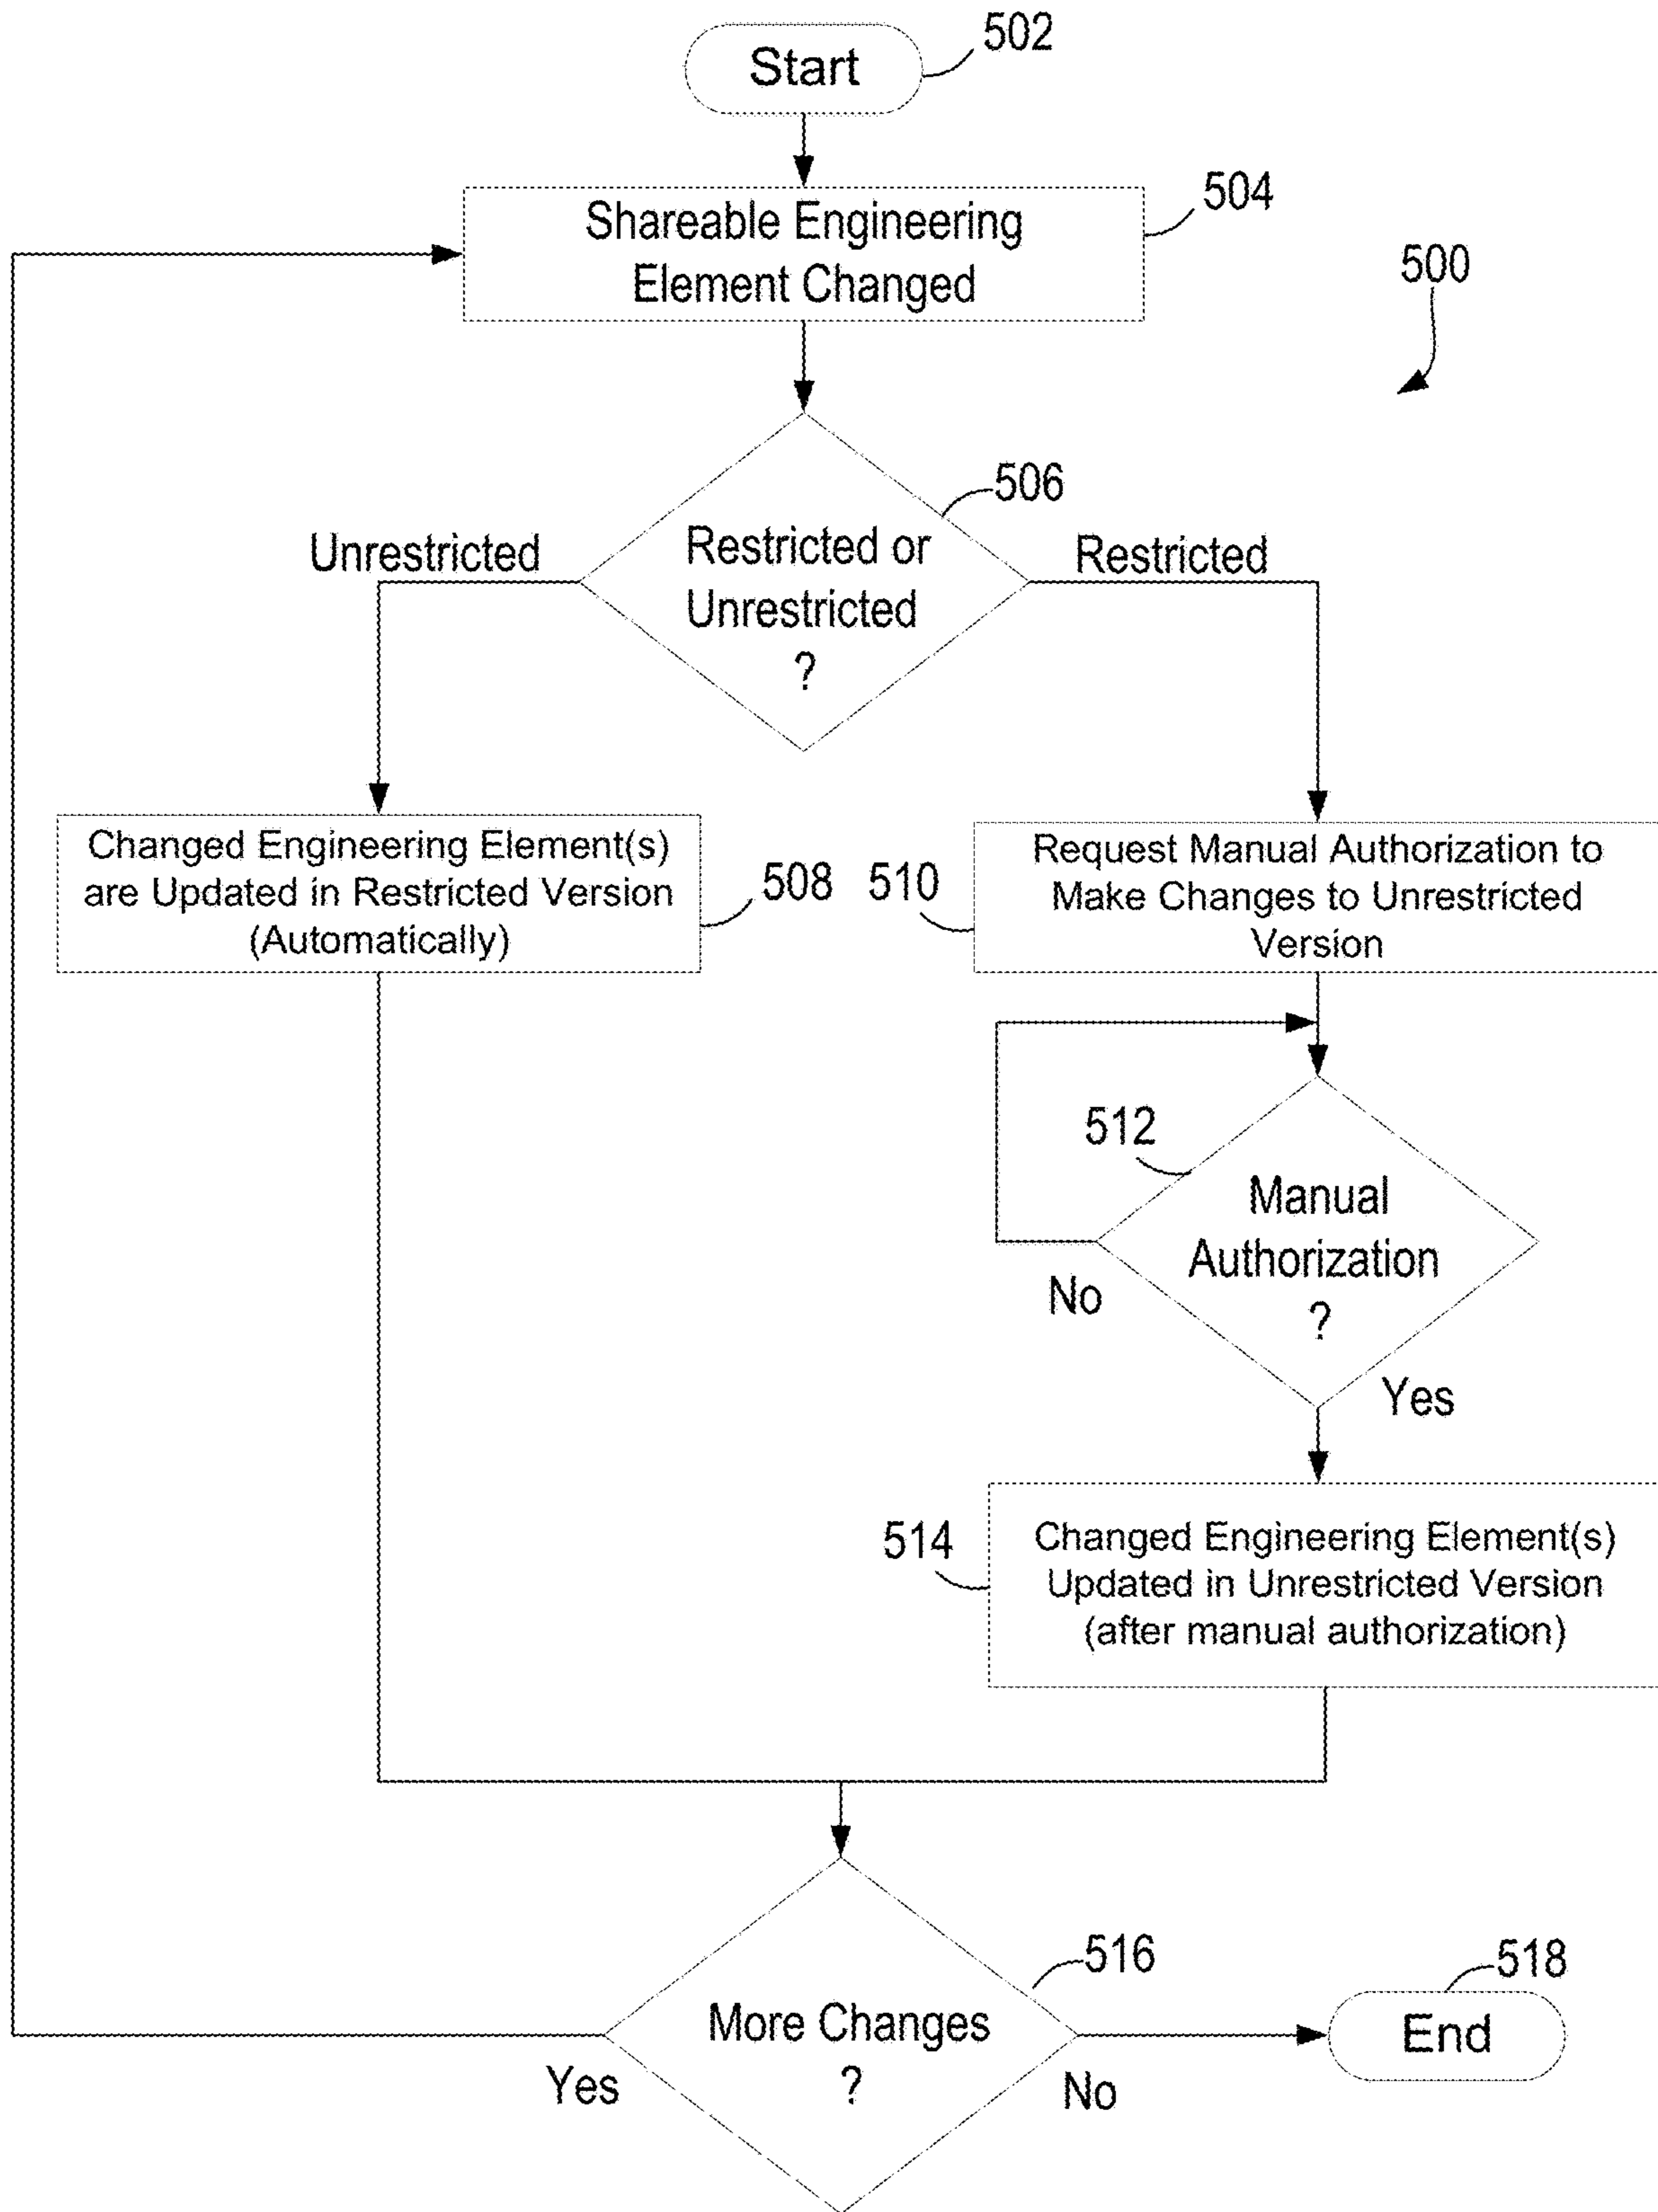 Start
502
Shareable Engineering
Element Changed
504
500
506
Unrestricted
Restricted or
Unrestricted
?
Restricted
Changed Engineering Element(s)
are Updated in Restricted Version
(Automatically)
508
510
Request Manual Authorization to
Make Changes to Unrestricted
Version
512
Manual
Authorization
?
No
Yes
514
Changed Engineering Element(s)
Updated in Unrestricted Version
(after manual authorization)
516
More Changes
?
Yes
No
518
End